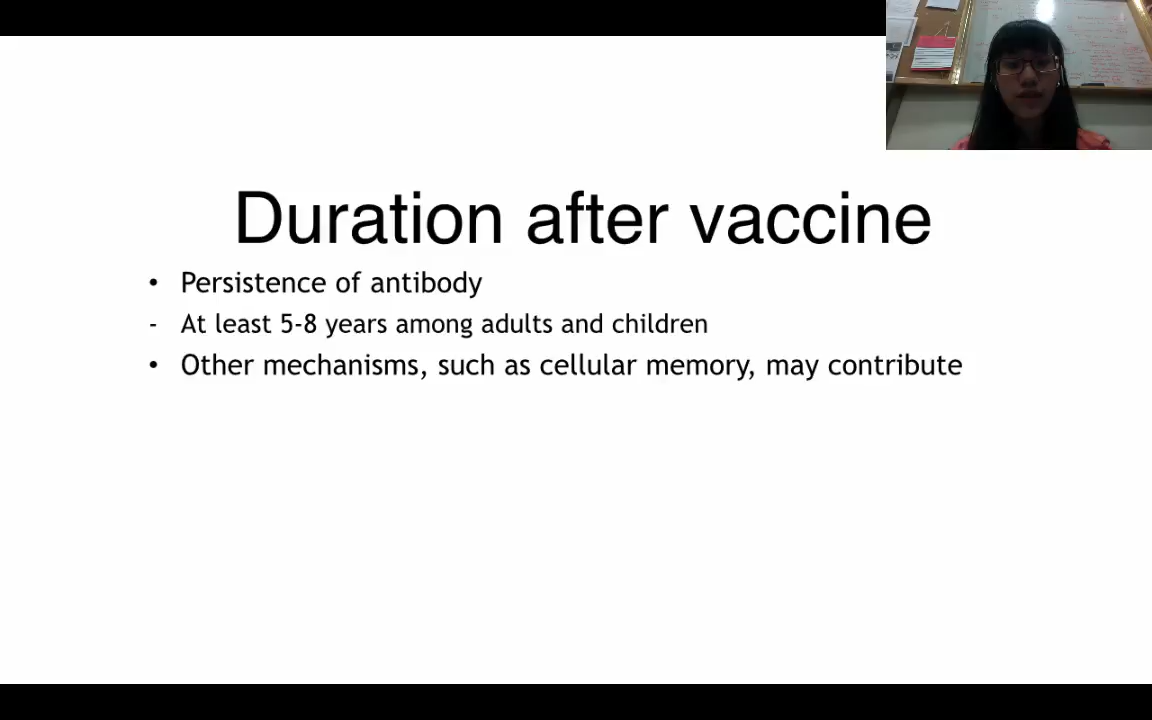 Duration after vaccine
• Persistence of antibody
- At least 5-8 years among adults and children
• Other mechanisms, such as cellular memory, may contribute